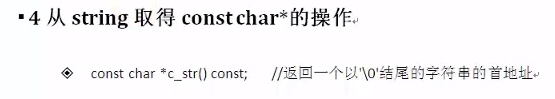 ▪4 从 string 取得 const char*的操作↵
◈ const char *c_str() const; //返回一个以'\0'结尾的字符串的首地址↵